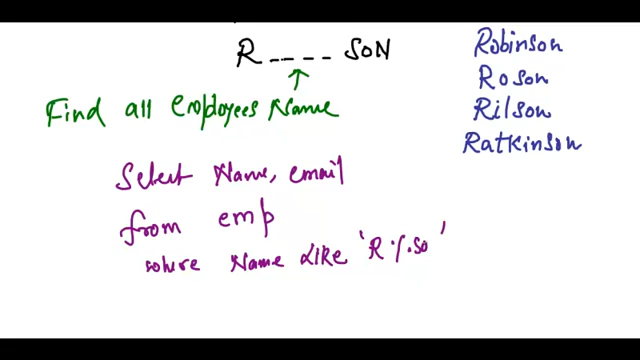 R ---- SON
Find all employees Name
Select Name, email
from emp
where Name LIKE 'R%so'
Robinson
Roson
Rilson
Ratkinson